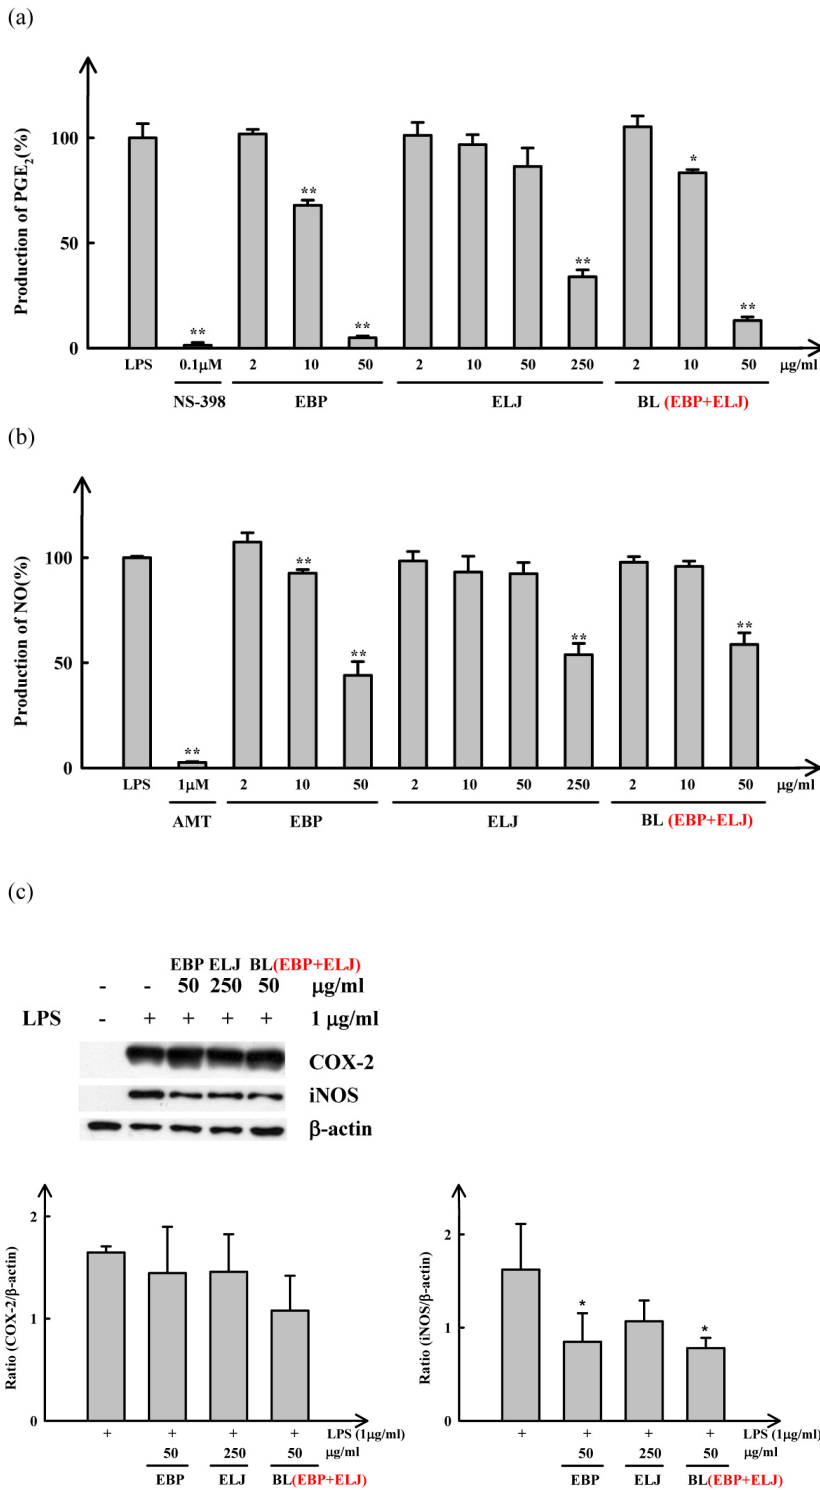 (a)
Production of PGE2(%)
100
50
0
** ** ** ** * **
LPS 0.1μM 2 10 50 2 10 50 250 2 10 50 μg/ml
NS-398 EBP ELJ BL (EBP+ELJ)
(b)
Production of NO(%)
100
50
0
** ** ** ** **
LPS 1μM 2 10 50 2 10 50 250 2 10 50 μg/ml
AMT EBP ELJ BL (EBP+ELJ)
(c)
EBP ELJ BL(EBP+ELJ)
- - 50 250 50 μg/ml
LPS - + + + + 1 μg/ml
COX-2
iNOS
β-actin
Ratio (COX-2/β-actin)
2
1
0
+ + + + LPS (1μg/ml)
50 250 50 μg/ml
EBP ELJ BL(EBP+ELJ)
Ratio (iNOS/β-actin)
2
1
0
* *
+ + + + LPS (1μg/ml)
50 250 50 μg/ml
EBP ELJ BL(EBP+ELJ)